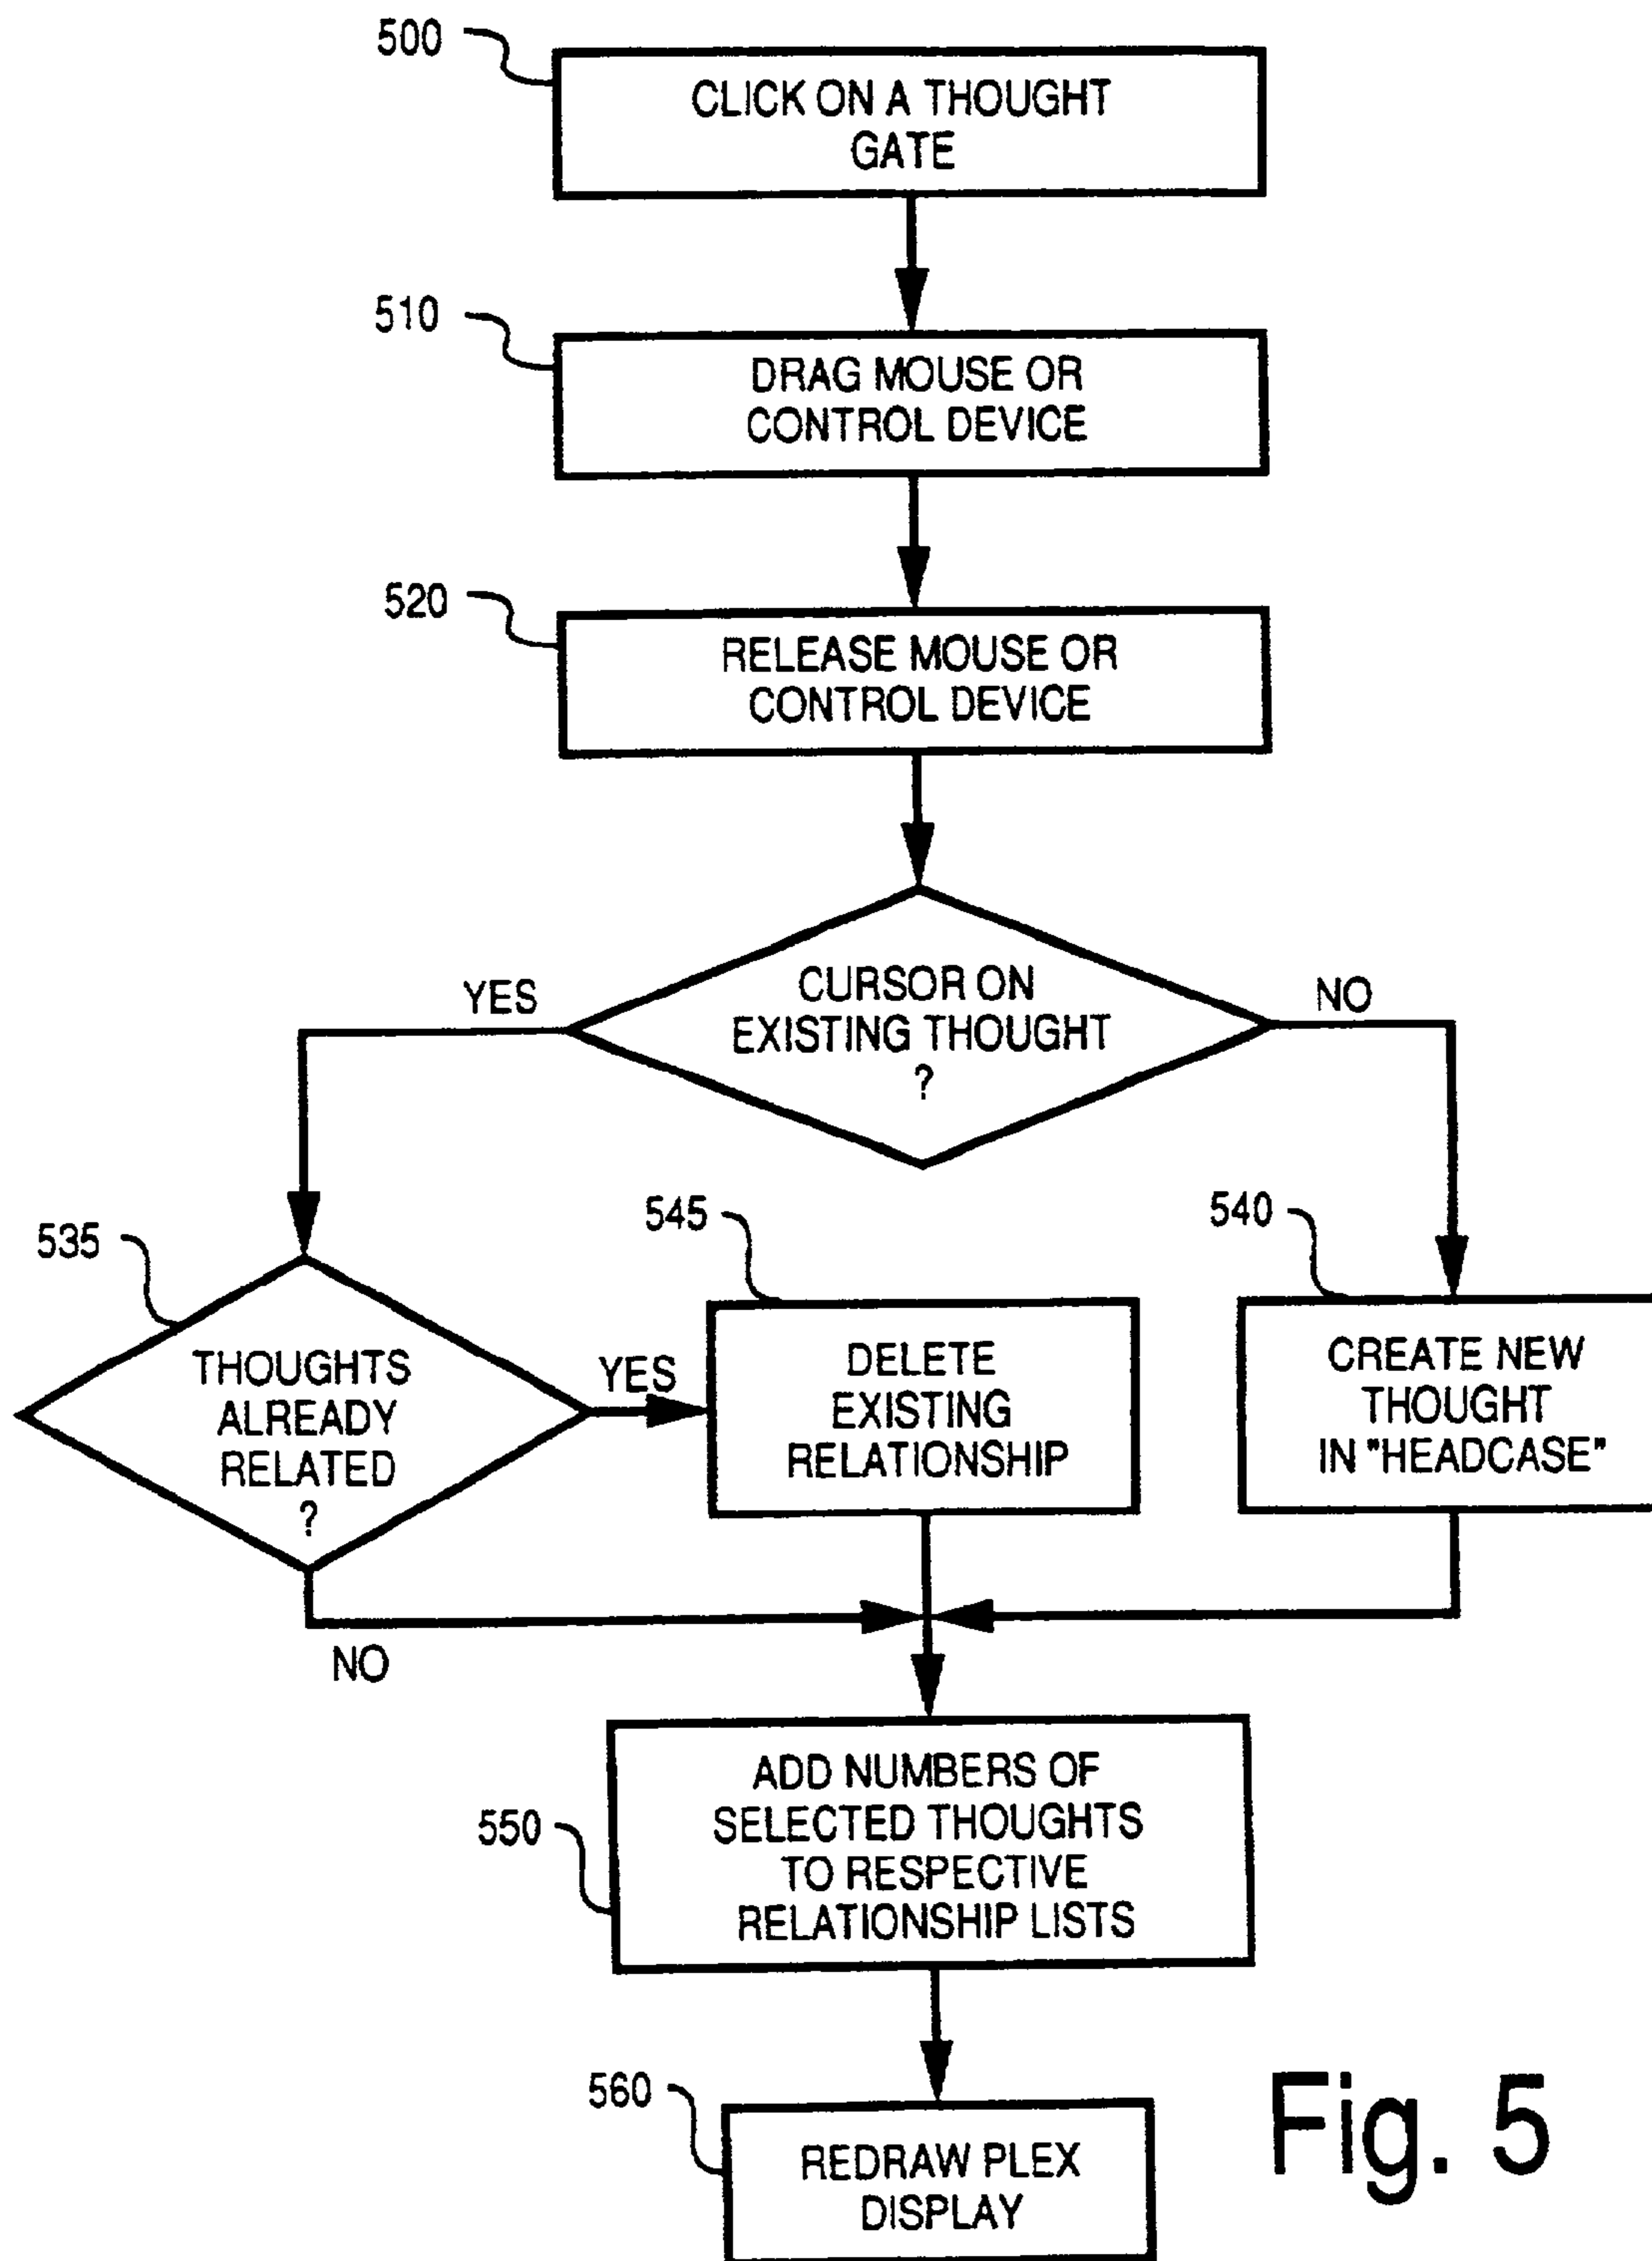 500
CLICK ON A THOUGHT
GATE
510
DRAG MOUSE OR
CONTROL DEVICE
520
RELEASE MOUSE OR
CONTROL DEVICE
CURSOR ON
EXISTING THOUGHT
?
YES
NO
535
THOUGHTS
ALREADY
RELATED
?
YES
NO
545
DELETE
EXISTING
RELATIONSHIP
540
CREATE NEW
THOUGHT
IN "HEADCASE"
550
ADD NUMBERS OF
SELECTED THOUGHTS
TO RESPECTIVE
RELATIONSHIP LISTS
560
REDRAW PLEX
DISPLAY
Fig. 5